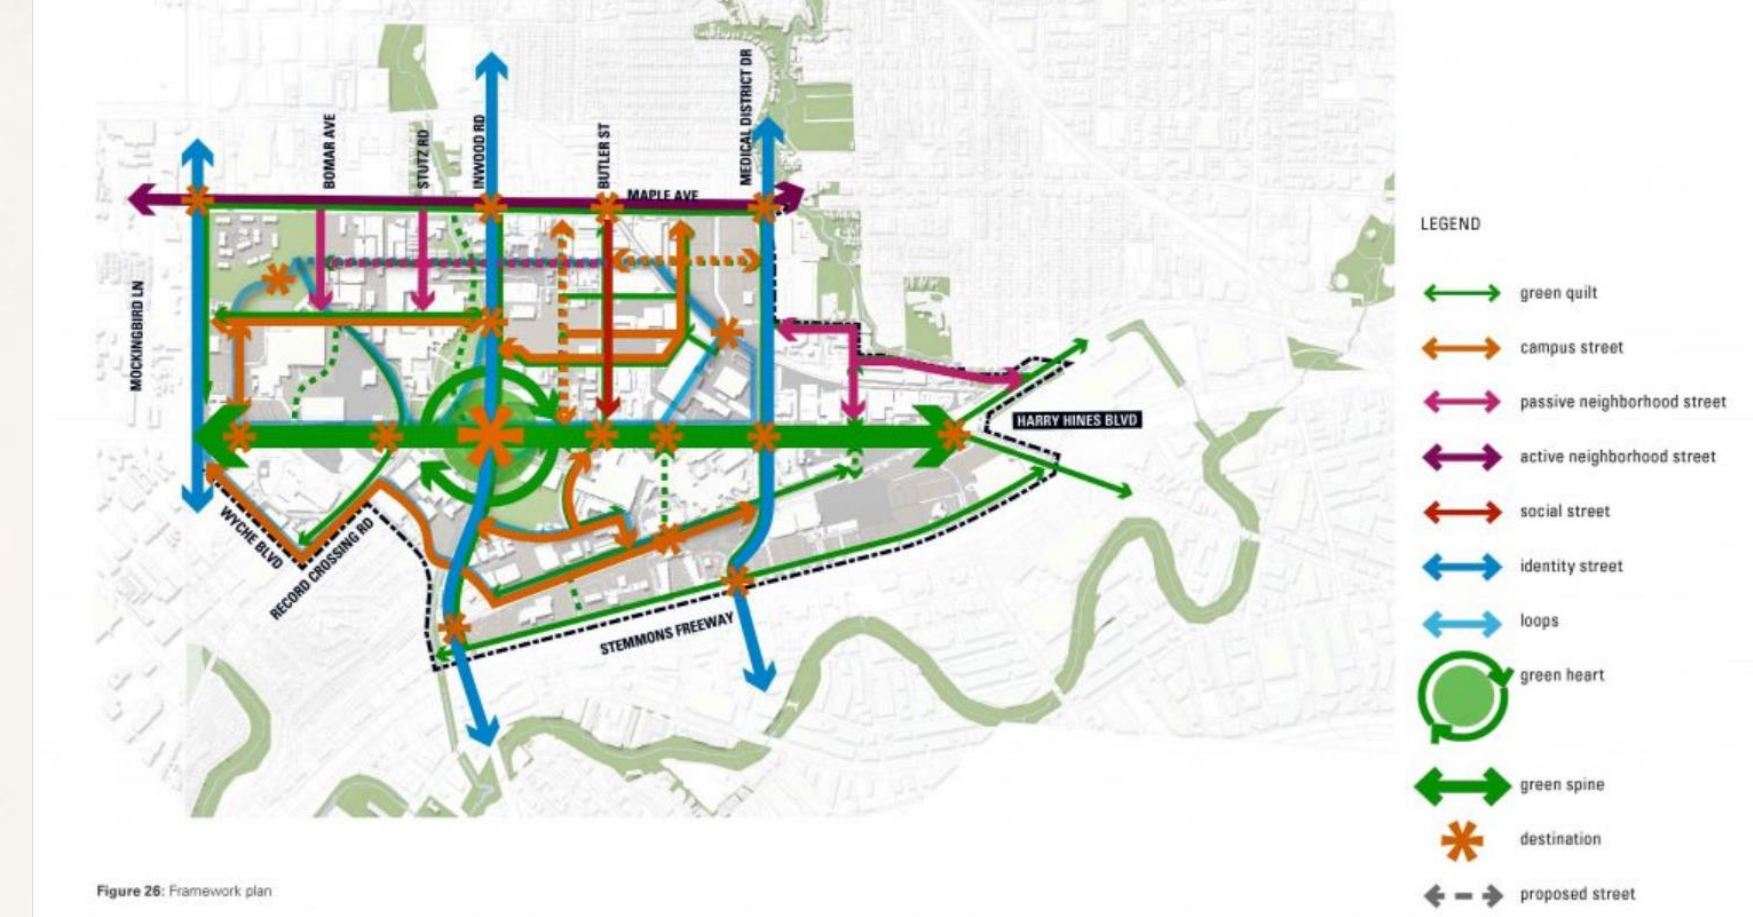 MEDICAL DISTRICT DR
BOMAR AVE
STUTZ RD
INWOOD RD
BUTLER ST
MAPLE AVE
MOCKINGBIRD LN
HARRY HINES BLVD
WYCHE BLVD
RECORD CROSSING RD
STEMMONS FREEWAY
LEGEND
green quilt
campus street
passive neighborhood street
active neighborhood street
social street
identity street
loops
green heart
green spine
destination
proposed street
Figure 26: Framework plan